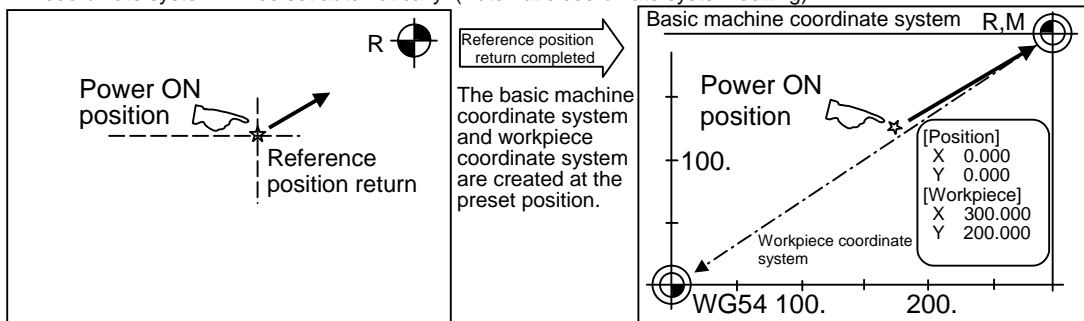 R
Power ON
position
Reference
position return
Reference position
return completed
The basic machine
coordinate system
and workpiece
coordinate system
are created at the
preset position.
Basic machine coordinate system R,M
Power ON
position
100.
[Position]
X 0.000
Y 0.000
[Workpiece]
X 300.000
Y 200.000
Workpiece coordinate
system
WG54 100. 200.